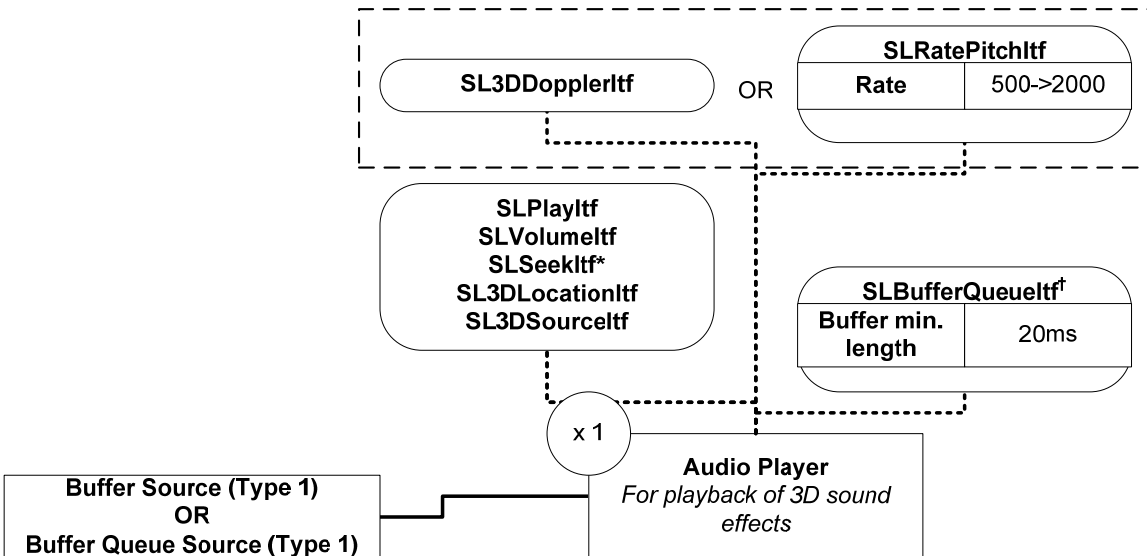 SL3DDopplerItf
OR
SLRatePitchItf
Rate
500->2000
SLPlayItf
SLVolumeItf
SLSeekItf*
SL3DLocationItf
SL3DSourceItf
SLBufferQueueItf†
Buffer min.
length
20ms
x 1
Audio Player
For playback of 3D sound
effects
Buffer Source (Type 1)
OR
Buffer Queue Source (Type 1)